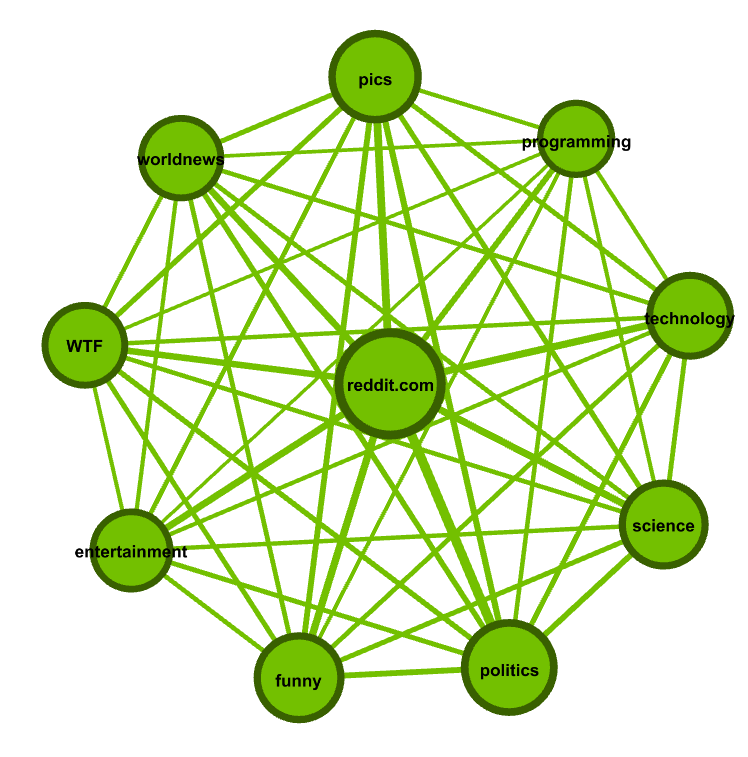 pics
programming
worldnews
technology
WTF
reddit.com
science
entertainment
politics
funny